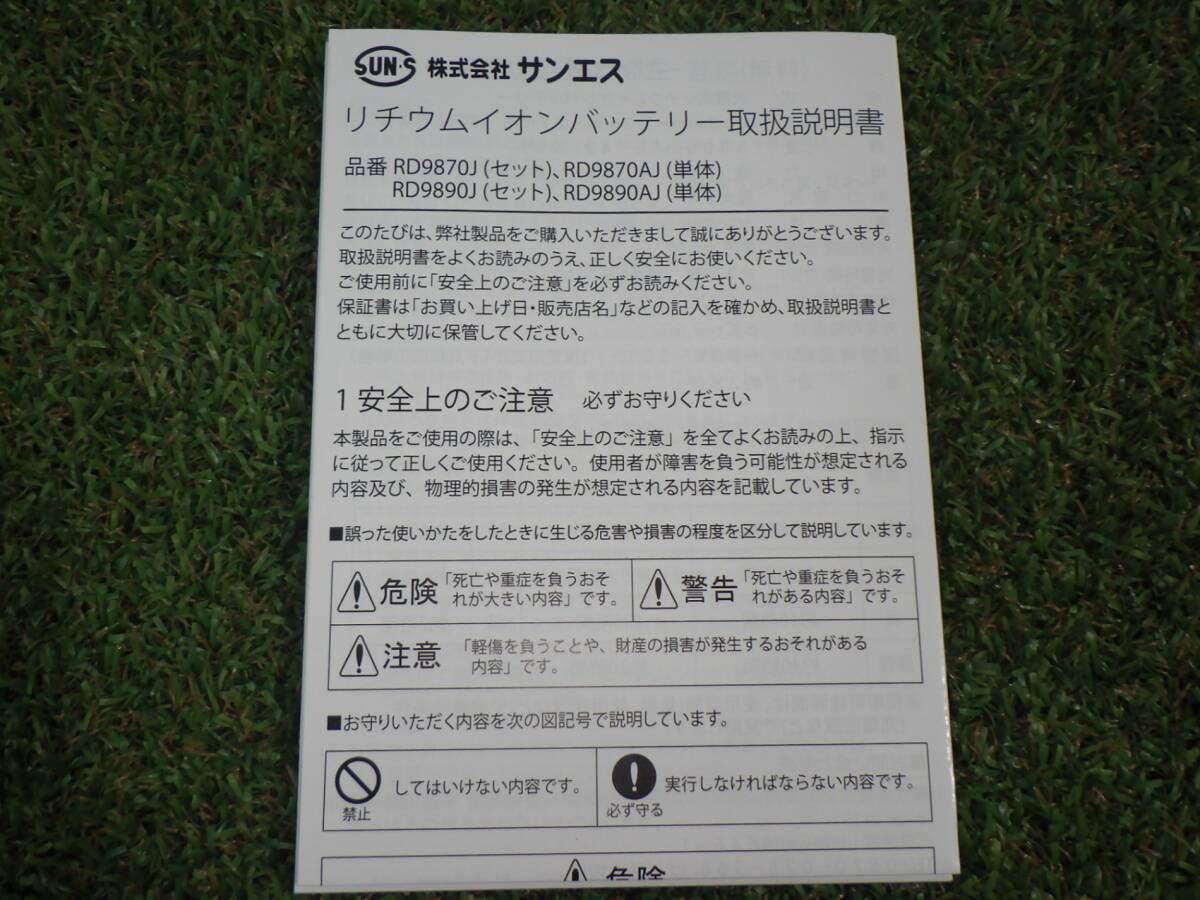 SUN・S 株式会社 サンエス
リチウムイオンバッテリー取扱説明書
品番 RD9870J (セット)、RD9870AJ (単体)
RD9890J (セット)、RD9890AJ (単体)
このたびは、弊社製品をご購入いただきまして誠にありがとうございます。
取扱説明書をよくお読みのうえ、正しく安全にお使いください。
ご使用前に「安全上のご注意」を必ずお読みください。
保証書は「お買い上げ日・販売店名」などの記入を確かめ、取扱説明書と
ともに大切に保管してください。
1 安全上のご注意 必ずお守りください
本製品をご使用の際は、「安全上のご注意」を全てよくお読みの上、指示
に従って正しくご使用ください。使用者が障害を負う可能性が想定される
内容及び、物理的損害の発生が想定される内容を記載しています。
■誤った使いかたをしたときに生じる危害や損害の程度を区分して説明しています。
危険 「死亡や重症を負うおそ
れが大きい内容」です。
警告 「死亡や重症を負うおそ
れがある内容」です。
注意 「軽傷を負うことや、財産の損害が発生するおそれがある
内容」です。
■お守りいただく内容を次の図記号で説明しています。
禁止
してはいけない内容です。
必ず守る
実行しなければならない内容です。
危険